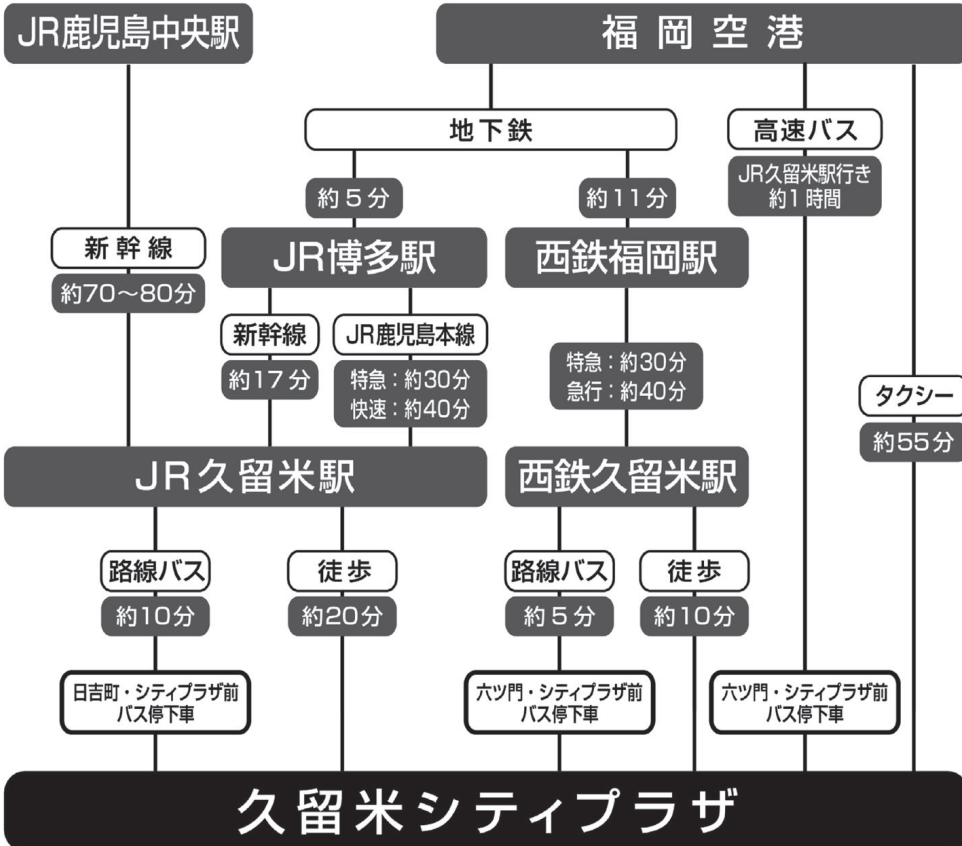 JR鹿児島中央駅
福岡空港
地下鉄
高速バス
JR久留米駅行き
約1時間
約5分
約11分
新幹線
約70～80分
JR博多駅
西鉄福岡駅
新幹線
約17分
JR鹿児島本線
特急：約30分
快速：約40分
特急：約30分
急行：約40分
タクシー
約55分
JR久留米駅
西鉄久留米駅
路線バス
約10分
徒歩
約20分
路線バス
約5分
徒歩
約10分
日吉町・シティプラザ前
バス停下車
六ツ門・シティプラザ前
バス停下車
六ツ門・シティプラザ前
バス停下車
久留米シティプラザ